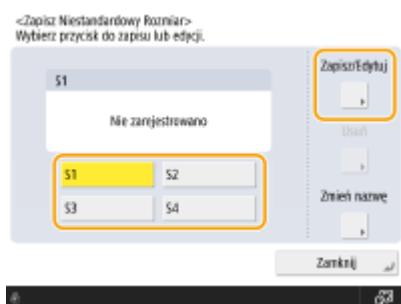 <Zapisz Niestandardowy Rozmiar>
Wybierz przycisk do zapisu lub edycji.
Zapisz/Edytuj
S1
Nie zarejestrowano
Usuń
S1
S2
Zmień nazwę
S3
S4
Zamknij